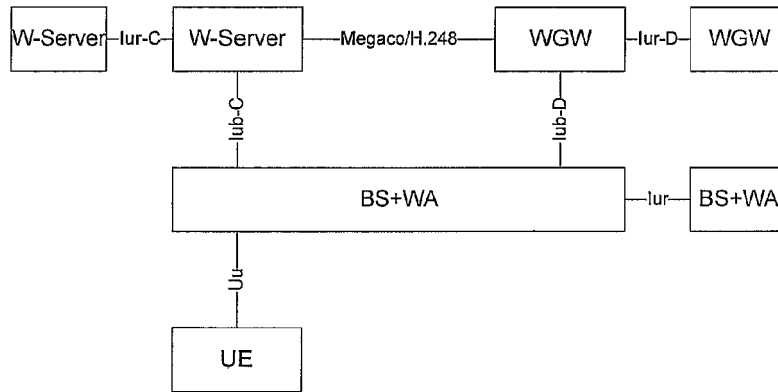 W-Server
Iur-C
W-Server
Megaco/H.248
WGW
Iur-D
WGW
Iub-C
Iub-D
BS+WA
Iur
BS+WA
Uu
UE